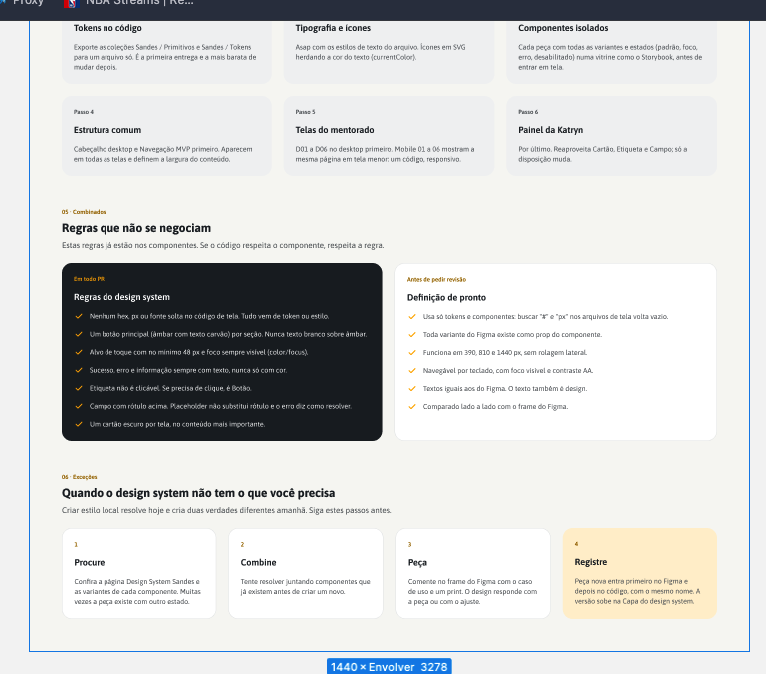 Proxy
NBA Streams | Re...
Tokens no código
Exporte as coleções Sandes / Primitivos e Sandes / Tokens
para um arquivo só. É a primeira entrega e a mais barata de
mudar depois.
Tipografia e ícones
Asap com os estilos de texto do arquivo. Ícones em SVG
herdando a cor do texto (currentColor).
Componentes isolados
Cada peça com todas as variantes e estados (padrão, foco,
erro, desabilitado) numa vitrine como o Storybook, antes de
entrar em tela.
Passo 4
Estrutura comum
Cabeçalho desktop e Navegação MVP primeiro. Aparecem
em todas as telas e definem a largura do conteúdo.
Passo 5
Telas do mentorado
D01 a D06 no desktop primeiro. Mobile 01 a 06 mostram a
mesma página em tela menor: um código, responsivo.
Passo 6
Painel da Katryn
Por último. Reaproveita Cartão, Etiqueta e Campo; só a
disposição muda.
05 · Combinados
Regras que não se negociam
Estas regras já estão nos componentes. Se o código respeita o componente, respeita a regra.
Em todo PR
Regras do design system
Nenhum hex, px ou fonte solta no código de tela. Tudo vem de token ou estilo.
Um botão principal (âmbar com texto carvão) por seção. Nunca texto branco sobre âmbar.
Alvo de toque com no mínimo 48 px e foco sempre visível (color/focus).
Sucesso, erro e informação sempre com texto, nunca só com cor.
Etiqueta não é clicável. Se precisa de clique, é Botão.
Campo com rótulo acima. Placeholder não substitui rótulo e o erro diz como resolver.
Um cartão escuro por tela, no conteúdo mais importante.
Antes de pedir revisão
Definição de pronto
Usa só tokens e componentes: buscar "#" e "px" nos arquivos de tela volta vazio.
Toda variante do Figma existe como prop do componente.
Funciona em 390, 810 e 1440 px, sem rolagem lateral.
Navegável por teclado, com foco visível e contraste AA.
Textos iguais aos do Figma. O texto também é design.
Comparado lado a lado com o frame do Figma.
06 · Exceções
Quando o design system não tem o que você precisa
Criar estilo local resolve hoje e cria duas verdades diferentes amanhã. Siga estes passos antes.
1
Procure
Confira a página Design System Sandes e
as variantes de cada componente. Muitas
vezes a peça existe com outro estado.
2
Combine
Tente resolver juntando componentes que
já existem antes de criar um novo.
3
Peça
Comente no frame do Figma com o caso
de uso e um print. O design responde com
a peça ou com o ajuste.
4
Registre
Peça nova entra primeiro no Figma e
depois no código, com o mesmo nome. A
versão sobe na Capa do design system.
1440 × Envolver 3278